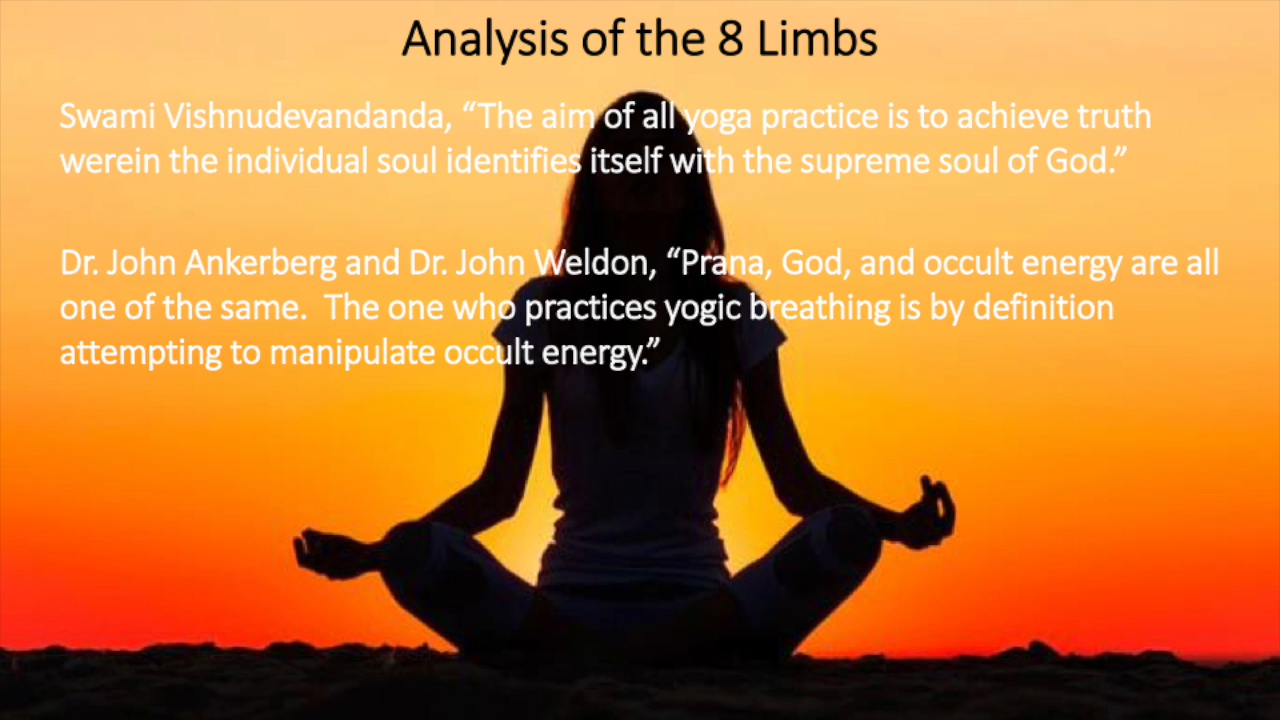 Analysis of the 8 Limbs
Swami Vishnudevandanda, “The aim of all yoga practice is to achieve truth
werein the individual soul identifies itself with the supreme soul of God.”
Dr. John Ankerberg and Dr. John Weldon, “Prana, God, and occult energy are all
one of the same.  The one who practices yogic breathing is by definition
attempting to manipulate occult energy.”